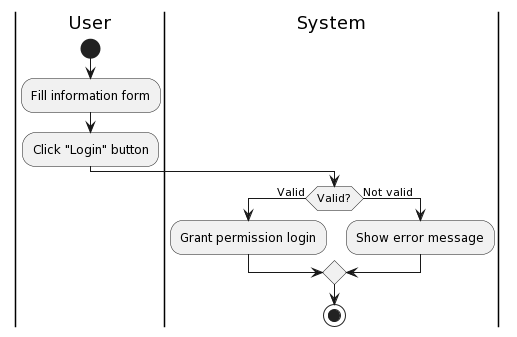 User
System
Fill information form
Click "Login" button
Valid
Valid?
Not valid
Grant permission login
Show error message